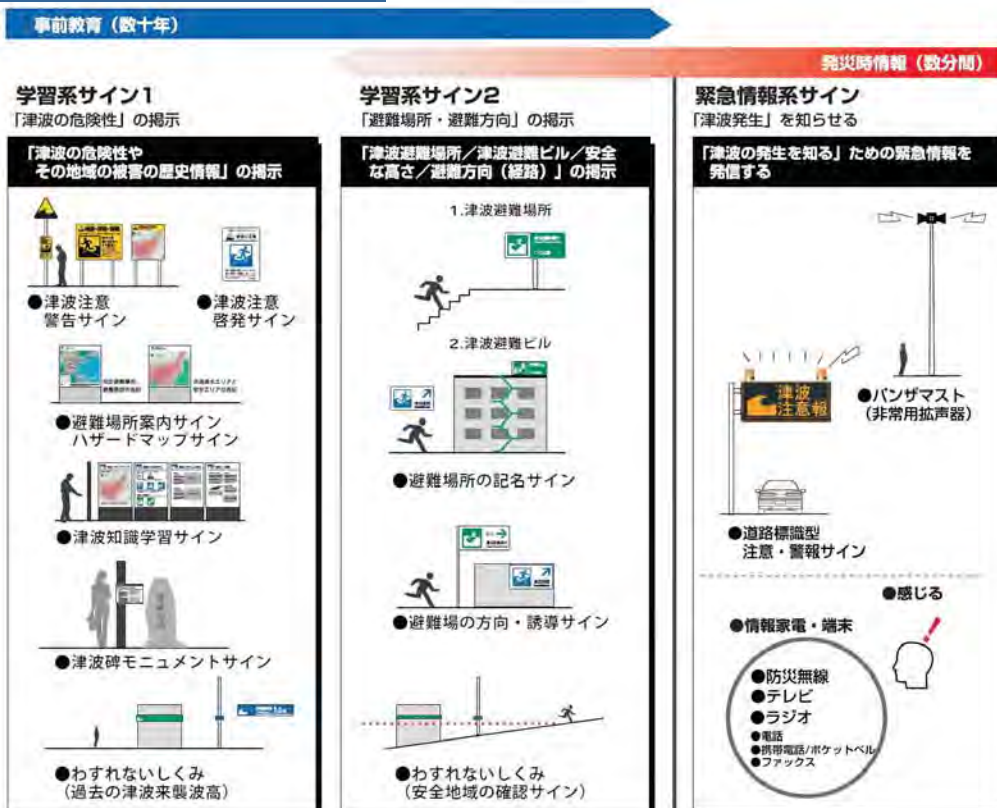 事前教育（数十年）
発災時情報（数分間）
学習系サイン1
「津波の危険性」の掲示
「津波の危険性や
その地域の被害の歴史情報」の掲示
●津波注意
警告サイン
●津波注意
啓発サイン
●避難場所案内サイン
ハザードマップサイン
●津波知識学習サイン
●津波碑モニュメントサイン
●わすれないしくみ
（過去の津波来襲波高）
学習系サイン2
「避難場所・避難方向」の掲示
「津波避難場所／津波避難ビル／安全
な高さ／避難方向（経路）」の掲示
1.津波避難場所
2.津波避難ビル
●避難場所の記名サイン
●避難場の方向・誘導サイン
●わすれないしくみ
（安全地域の確認サイン）
緊急情報系サイン
「津波発生」を知らせる
「津波の発生を知る」ための緊急情報を
発信する
●パンザマスト
（非常用拡声器）
津波
注意報
●道路標識型
注意・警報サイン
●感じる
●情報家電・端末
●防災無線
●テレビ
●ラジオ
●電話
●携帯電話/ポケットベル
●ファックス